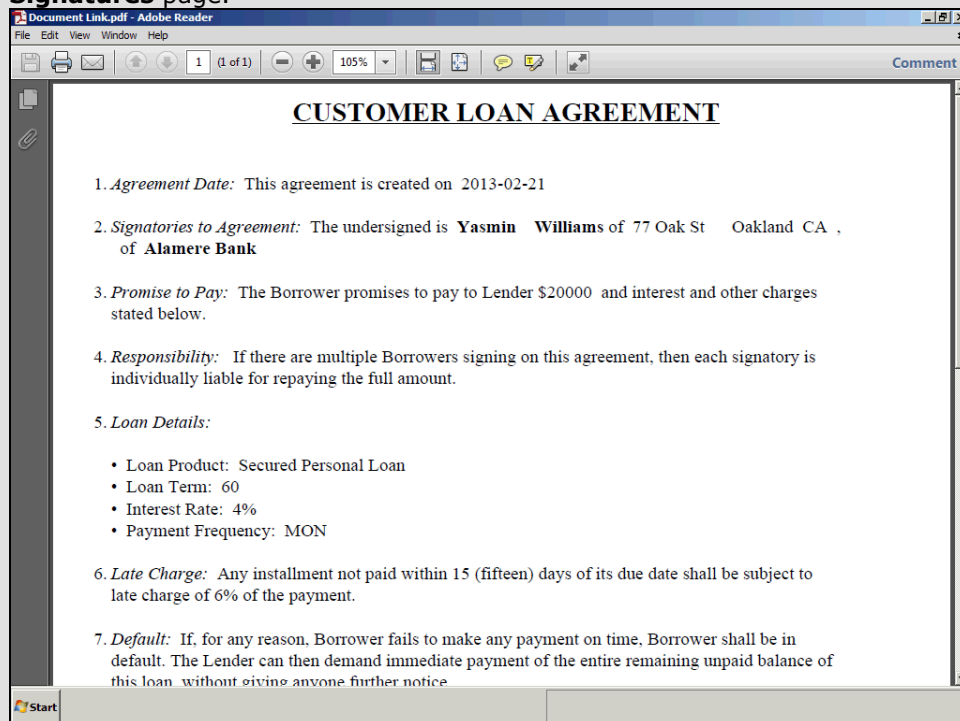 Signatures page.
Document Link.pdf - Adobe Reader
File Edit View Window Help
1 (1 of 1) 105% Comment
CUSTOMER LOAN AGREEMENT
1. Agreement Date: This agreement is created on 2013-02-21
2. Signatories to Agreement: The undersigned is Yasmin Williams of 77 Oak St Oakland CA ,
of Alamere Bank
3. Promise to Pay: The Borrower promises to pay to Lender $20000 and interest and other charges
stated below.
4. Responsibility: If there are multiple Borrowers signing on this agreement, then each signatory is
individually liable for repaying the full amount.
5. Loan Details:
• Loan Product: Secured Personal Loan
• Loan Term: 60
• Interest Rate: 4%
• Payment Frequency: MON
6. Late Charge: Any installment not paid within 15 (fifteen) days of its due date shall be subject to
late charge of 6% of the payment.
7. Default: If, for any reason, Borrower fails to make any payment on time, Borrower shall be in
default. The Lender can then demand immediate payment of the entire remaining unpaid balance of
this loan, without giving anyone further notice
Start